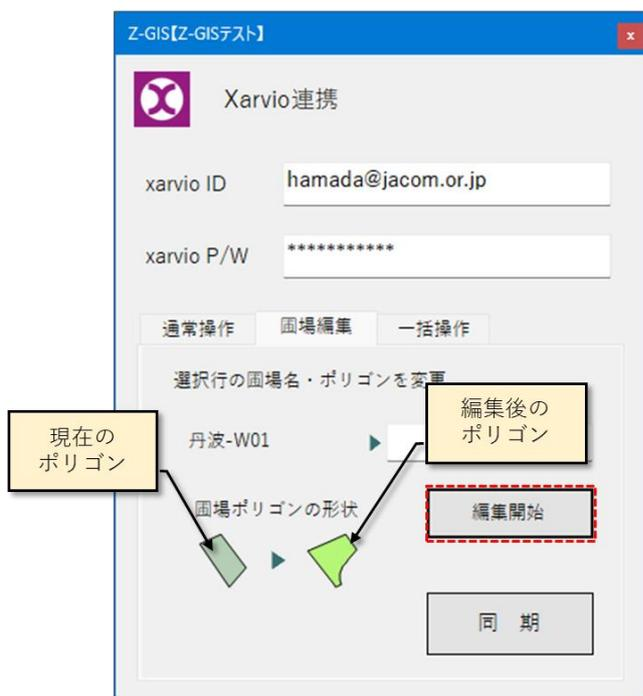 Z-GIS【Z-GISテスト】
x
Xarvio連携
xarvio ID
hamada@jacom.or.jp
xarvio P/W
***********
通常操作
圃場編集
一括操作
選択行の圃場名・ポリゴンを変更
編集後の
ポリゴン
現在の
ポリゴン
丹波-W01
圃場ポリゴンの形状
編集開始
同 期